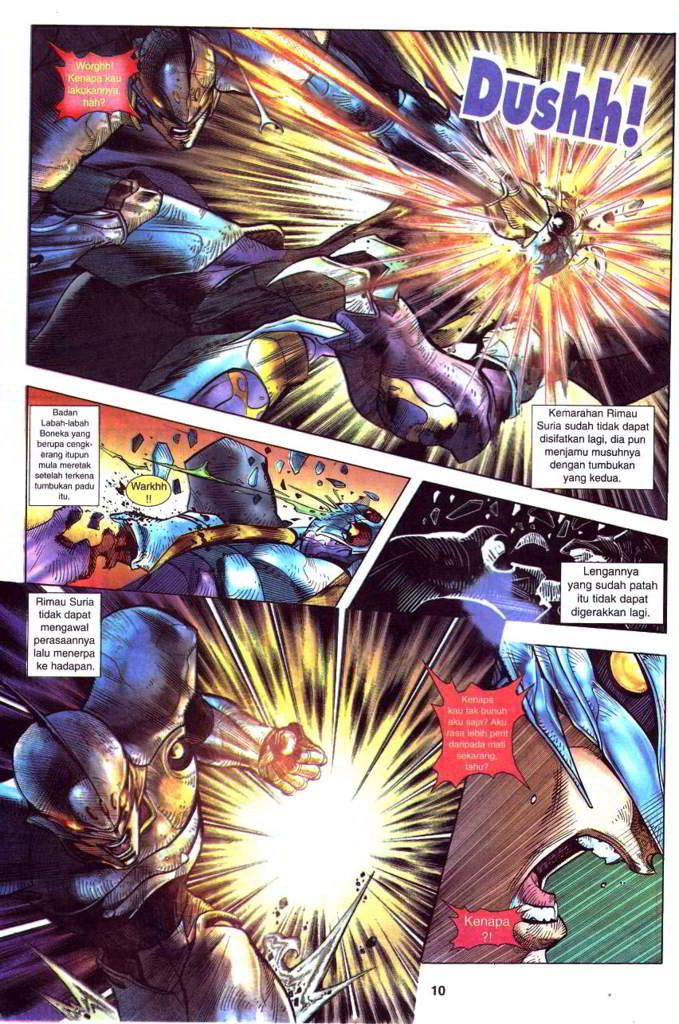 Worghh!
Kenapa kau
lakukannya,
hah?
Dushh!
Kemarahan Rimau
Suria sudah tidak dapat
disifatkan lagi, dia pun
menjamu musuhnya
dengan tumbukan
yang kedua.
Badan
Labah-labah
Boneka yang
berupa cengk-
erang itupun
mula meretak
setelah terkena
tumbukan padu
itu.
Warkhh
!!
Lengannya
yang sudah patah
itu tidak dapat
digerakkan lagi.
Rimau Suria
tidak dapat
mengawal
perasaannya
lalu menerpa
ke hadapan.
Kenapa
kau tak bunuh
aku saja? Aku
rasa lebih perit
daripada mati
sekarang,
tahu?
Kenapa
?!
10